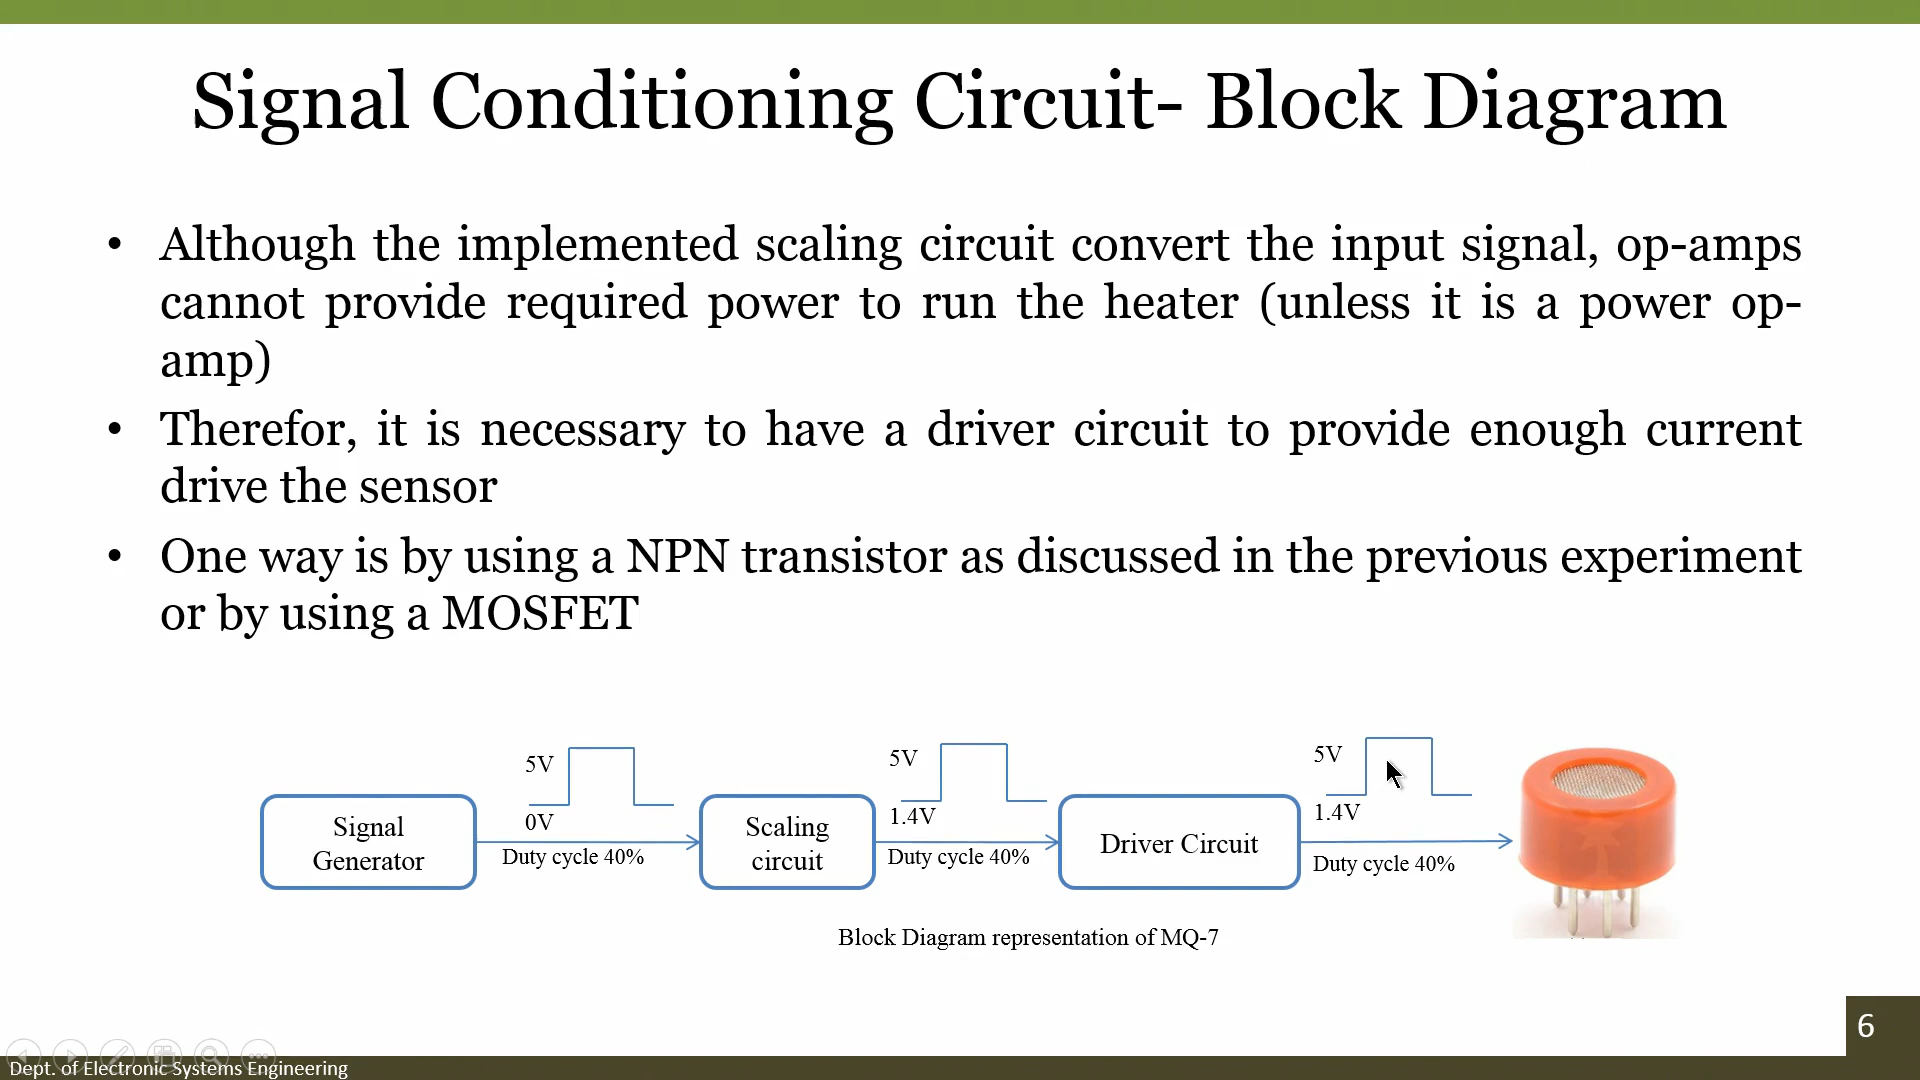 Signal Conditioning Circuit- Block Diagram
• Although the implemented scaling circuit convert the input signal, op-amps
cannot provide required power to run the heater (unless it is a power op-
amp)
• Therefor, it is necessary to have a driver circuit to provide enough current
drive the sensor
• One way is by using a NPN transistor as discussed in the previous experiment
or by using a MOSFET
Signal
Generator
5V
0V
Duty cycle 40%
Scaling
circuit
5V
1.4V
Duty cycle 40%
Driver Circuit
5V
1.4V
Duty cycle 40%
Block Diagram representation of MQ-7
6
Dept. of Electronic Systems Engineering